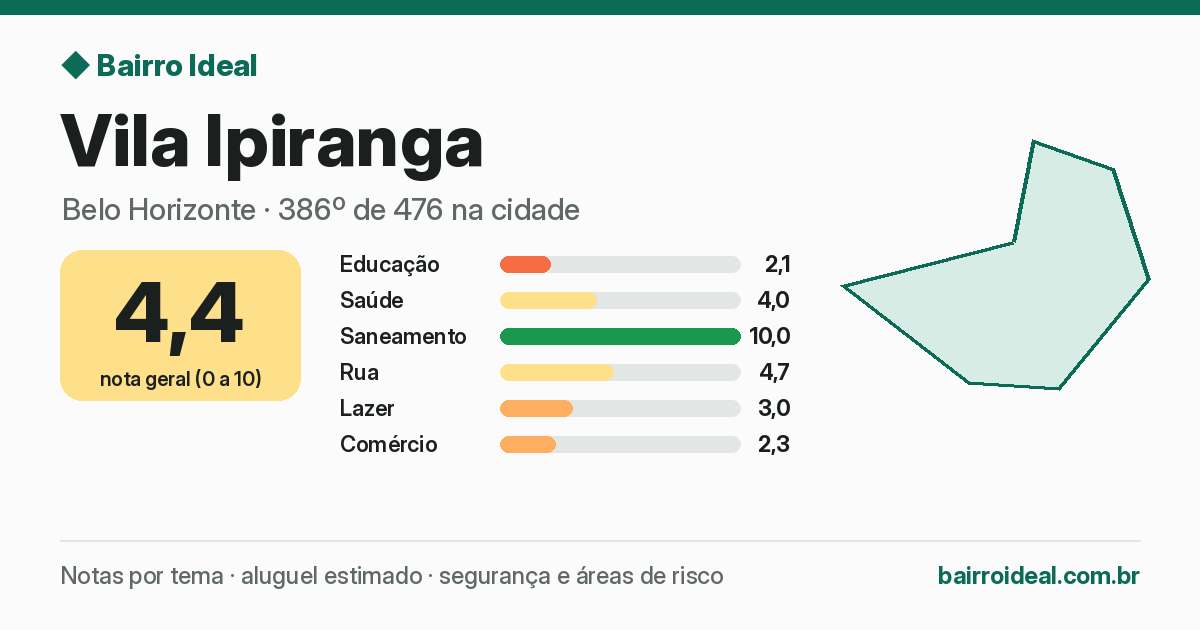 Bairro Ideal
Vila Ipiranga
Belo Horizonte · 386º de 476 na cidade
4,4
nota geral (0 a 10)
Educação 2,1
Saúde 4,0
Saneamento 10,0
Rua 4,7
Lazer 3,0
Comércio 2,3
Notas por tema · aluguel estimado · segurança e áreas de risco
bairroideal.com.br